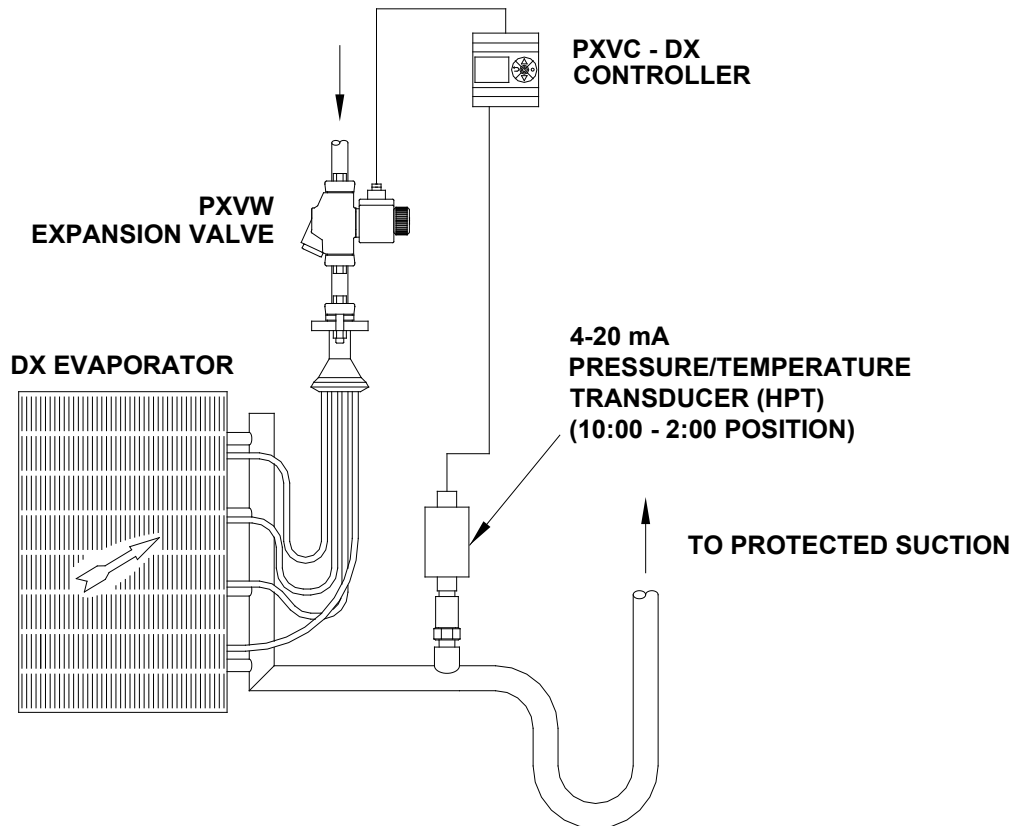 PXVC - DX
CONTROLLER
PXVW
EXPANSION VALVE
DX EVAPORATOR
4-20 mA
PRESSURE/TEMPERATURE
TRANSDUCER (HPT)
(10:00 - 2:00 POSITION)
TO PROTECTED SUCTION